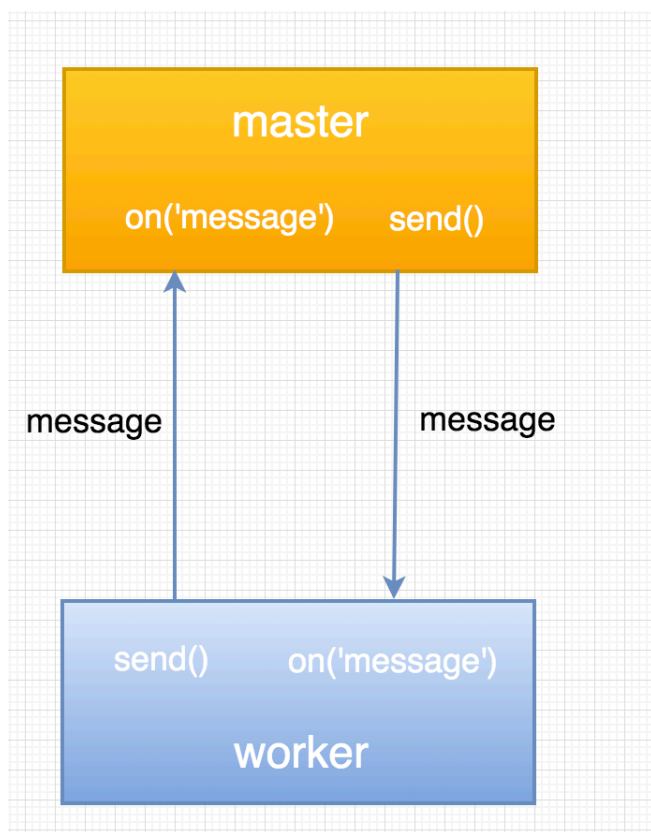 master
on('message') send()
message
message
send() on('message')
worker